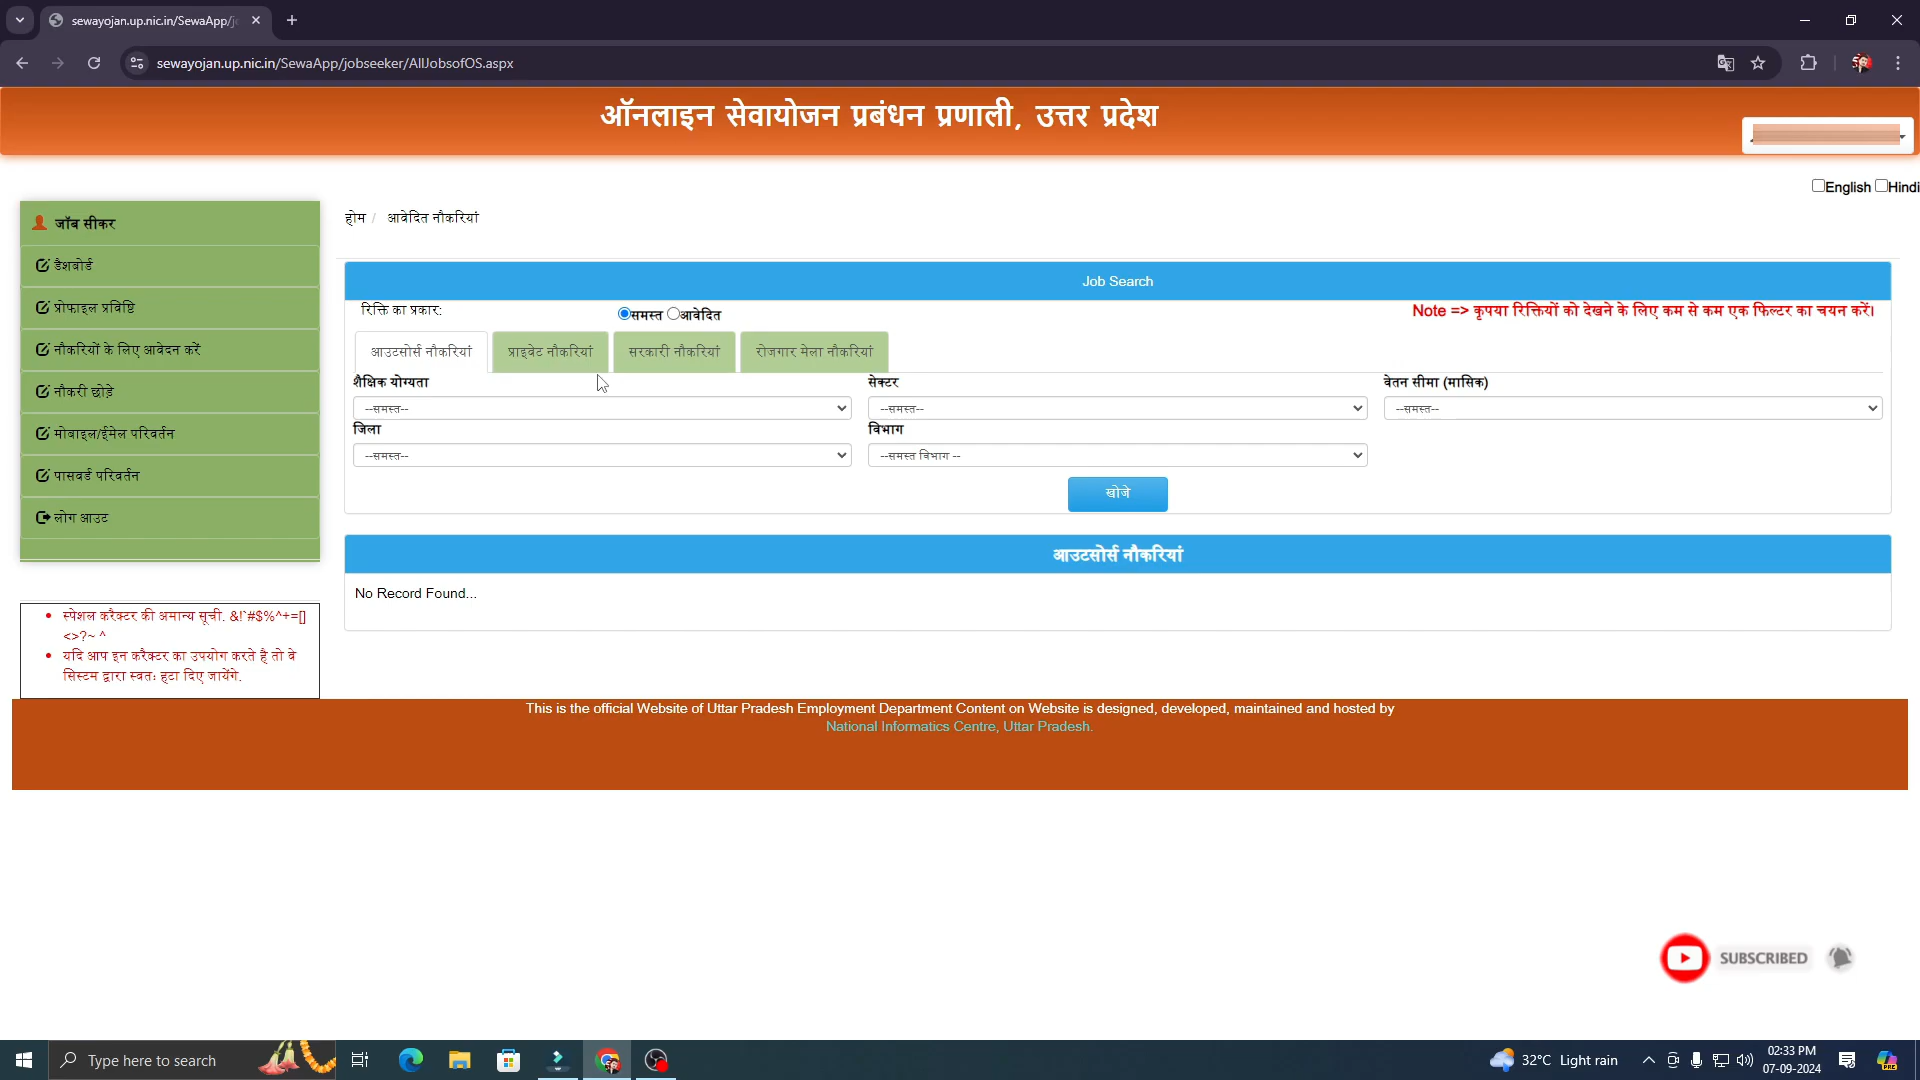 sewayojan.up.nic.in/SewaApp/j
sewayojan.up.nic.in/SewaApp/jobseeker/AllJobsofOS.aspx
ऑनलाइन सेवायोजन प्रबंधन प्रणाली, उत्तर प्रदेश
English Hindi
जॉब सीकर
डैशबोर्ड
प्रोफाइल प्रविष्टि
नौकरियों के लिए आवेदन करें
नौकरी छोड़े
मोबाइल/ईमेल परिवर्तन
पासवर्ड परिवर्तन
लोग आउट
स्पेशल करैक्टर की अमान्य सूची. &!`#$%^+=[]
<>?~ ^
यदि आप इन करैक्टर का उपयोग करते है तो वे
सिस्टम द्वारा स्वतः हटा दिए जायेंगे.
होम / आवेदित नौकरियां
Job Search
रिक्ति का प्रकार: समस्त आवेदित Note => कृपया रिक्तियों को देखने के लिए कम से कम एक फिल्टर का चयन करें।
आउटसोर्स नौकरियां प्राइवेट नौकरियां सरकारी नौकरियां रोजगार मेला नौकरियां
शैक्षिक योग्यता सेक्टर वेतन सीमा (मासिक)
--समस्त-- --समस्त-- --समस्त--
जिला विभाग
--समस्त-- --समस्त विभाग --
खोजे
आउटसोर्स नौकरियां
No Record Found...
This is the official Website of Uttar Pradesh Employment Department Content on Website is designed, developed, maintained and hosted by
National Informatics Centre, Uttar Pradesh.
SUBSCRIBED
Type here to search
32°C Light rain
02:33 PM
07-09-2024